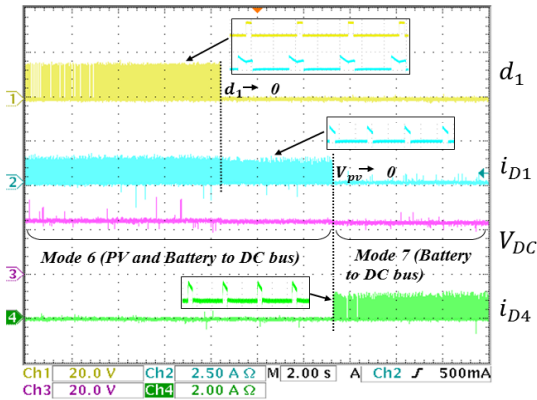 d1
1
d1→ 0
2
iD1
Vpv→ 0
Mode 6 (PV and Battery to DC bus)
Mode 7 (Battery to DC bus)
VDC
3
iD4
4
Ch1 20.0 V Ch2 2.50 A Ω M 2.00 s A Ch2 ƒ 500mA
Ch3 20.0 V Ch4 2.00 A Ω